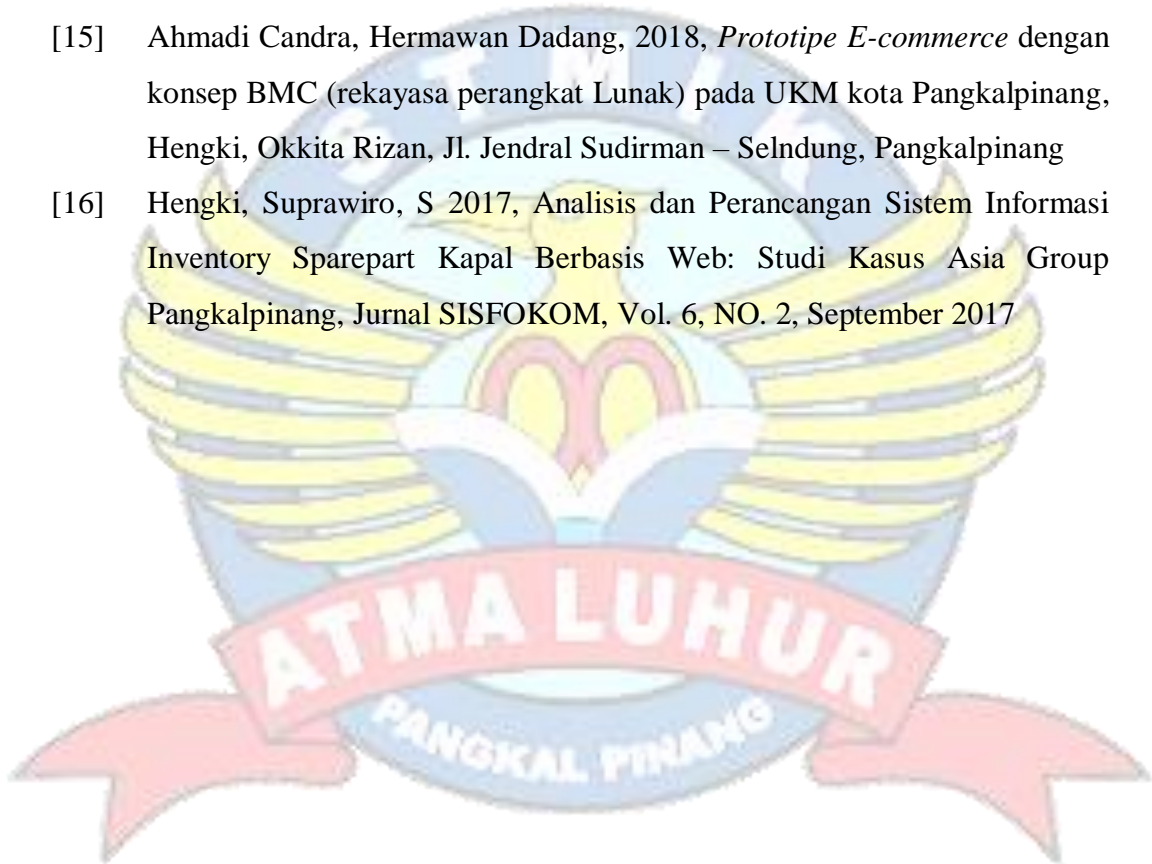 [15] Ahmadi Candra, Hermawan Dadang, 2018, Prototipe E-commerce dengan
konsep BMC (rekayasa perangkat Lunak) pada UKM kota Pangkalpinang,
Hengki, Okkita Rizan, Jl. Jendral Sudirman – Selndung, Pangkalpinang
[16] Hengki, Suprawiro, S 2017, Analisis dan Perancangan Sistem Informasi
Inventory Sparepart Kapal Berbasis Web: Studi Kasus Asia Group
Pangkalpinang, Jurnal SISFOKOM, Vol. 6, NO. 2, September 2017
STMIK
ATMA LUHUR
PANGKAL PINANG